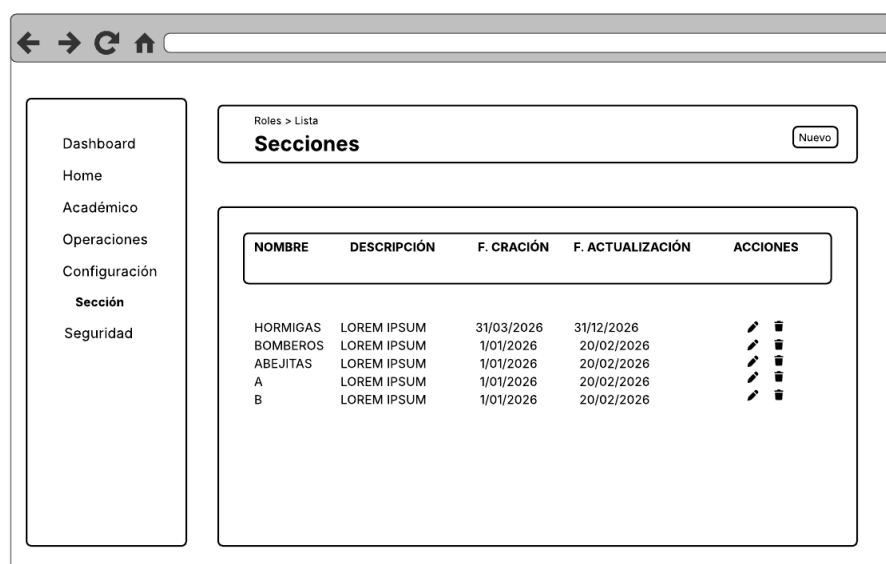 Dashboard
Home
Académico
Operaciones
Configuración
Sección
Seguridad
Roles > Lista
Secciones
Nuevo
NOMBRE DESCRIPCIÓN F. CRACIÓN F. ACTUALIZACIÓN ACCIONES
HORMIGAS LOREM IPSUM 31/03/2026 31/12/2026
BOMBEROS LOREM IPSUM 1/01/2026 20/02/2026
ABEJITAS LOREM IPSUM 1/01/2026 20/02/2026
A LOREM IPSUM 1/01/2026 20/02/2026
B LOREM IPSUM 1/01/2026 20/02/2026